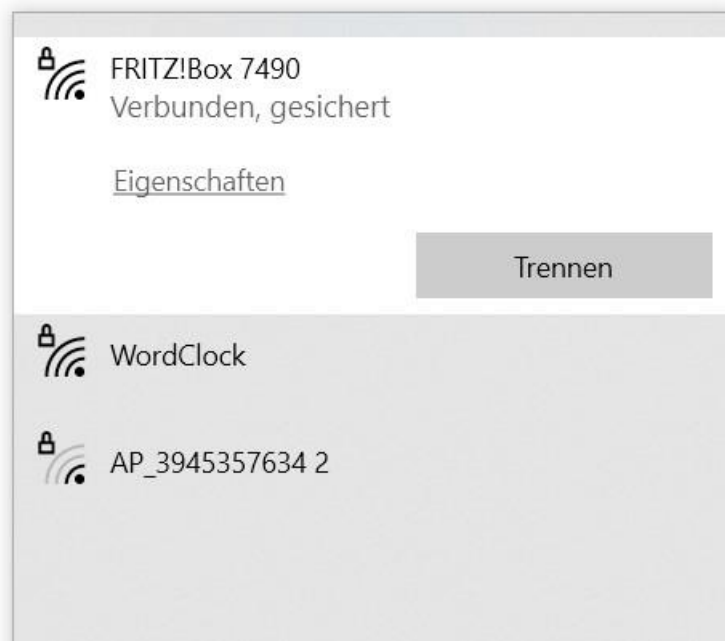 FRITZ!Box 7490
Verbunden, gesichert
Eigenschaften
Trennen
WordClock
AP_3945357634 2